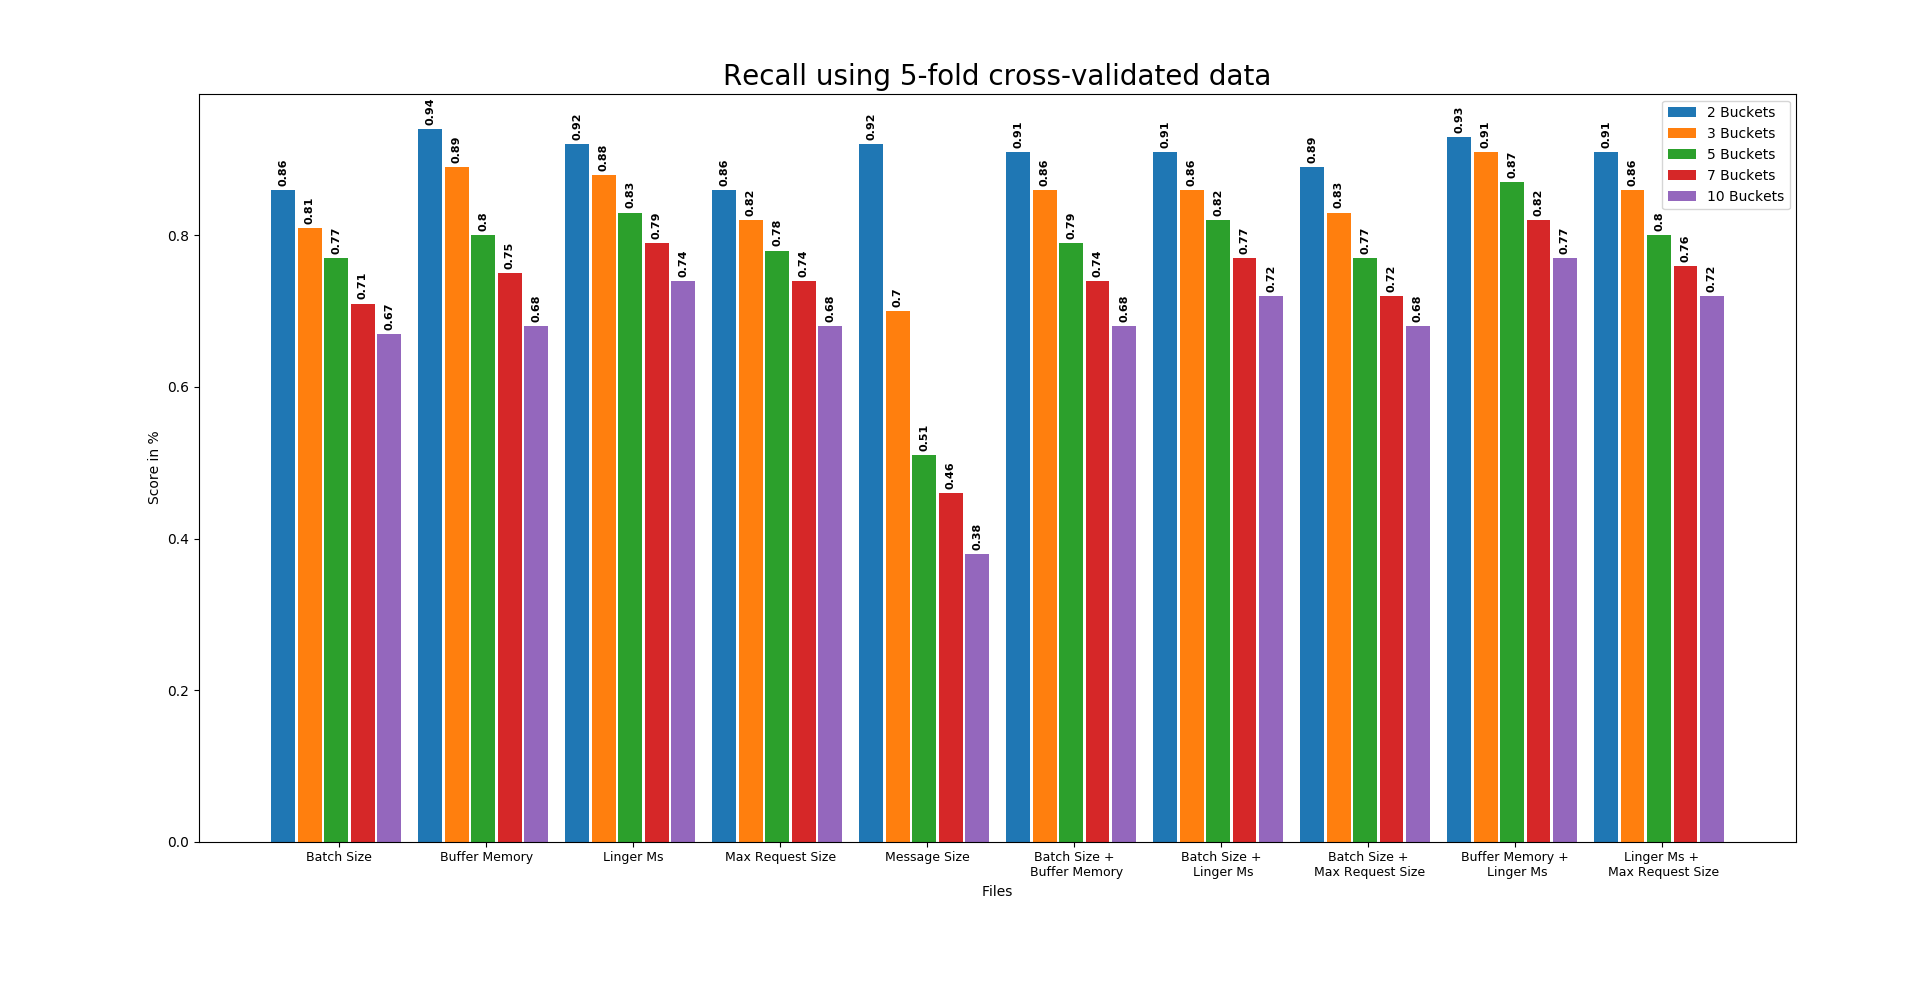 Recall using 5-fold cross-validated data
2 Buckets
3 Buckets
5 Buckets
7 Buckets
10 Buckets
Score in %
0.8
0.6
0.4
0.2
0.0
0.86
0.81
0.77
0.71
0.67
0.94
0.89
0.8
0.75
0.68
0.92
0.88
0.83
0.79
0.74
0.86
0.82
0.78
0.74
0.68
0.92
0.7
0.51
0.46
0.38
0.91
0.86
0.79
0.74
0.68
0.91
0.86
0.82
0.77
0.72
0.89
0.83
0.77
0.72
0.68
0.93
0.91
0.87
0.82
0.77
0.91
0.86
0.8
0.76
0.72
Batch Size
Buffer Memory
Linger Ms
Max Request Size
Message Size
Batch Size +
Buffer Memory
Batch Size +
Linger Ms
Batch Size +
Max Request Size
Buffer Memory +
Linger Ms
Linger Ms +
Max Request Size
Files